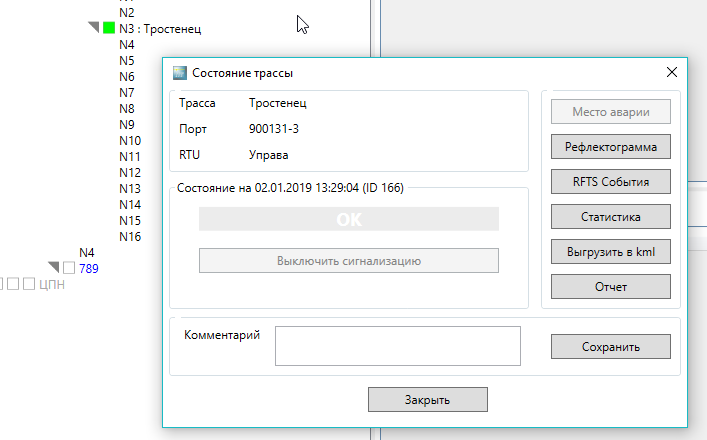 N2
N3 : Тростенец
N4
N5
N6
N7
N8
N9
N10
N11
N12
N13
N14
N15
N16
N4
789
ЦПН
Состояние трассы
Трасса Тростенец
Порт 900131-3
RTU Управа
Состояние на 02.01.2019 13:29:04 (ID 166)
OK
Выключить сигнализацию
Место аварии
Рефлектограмма
RFTS События
Статистика
Выгрузить в kml
Отчет
Комментарий
Сохранить
Закрыть